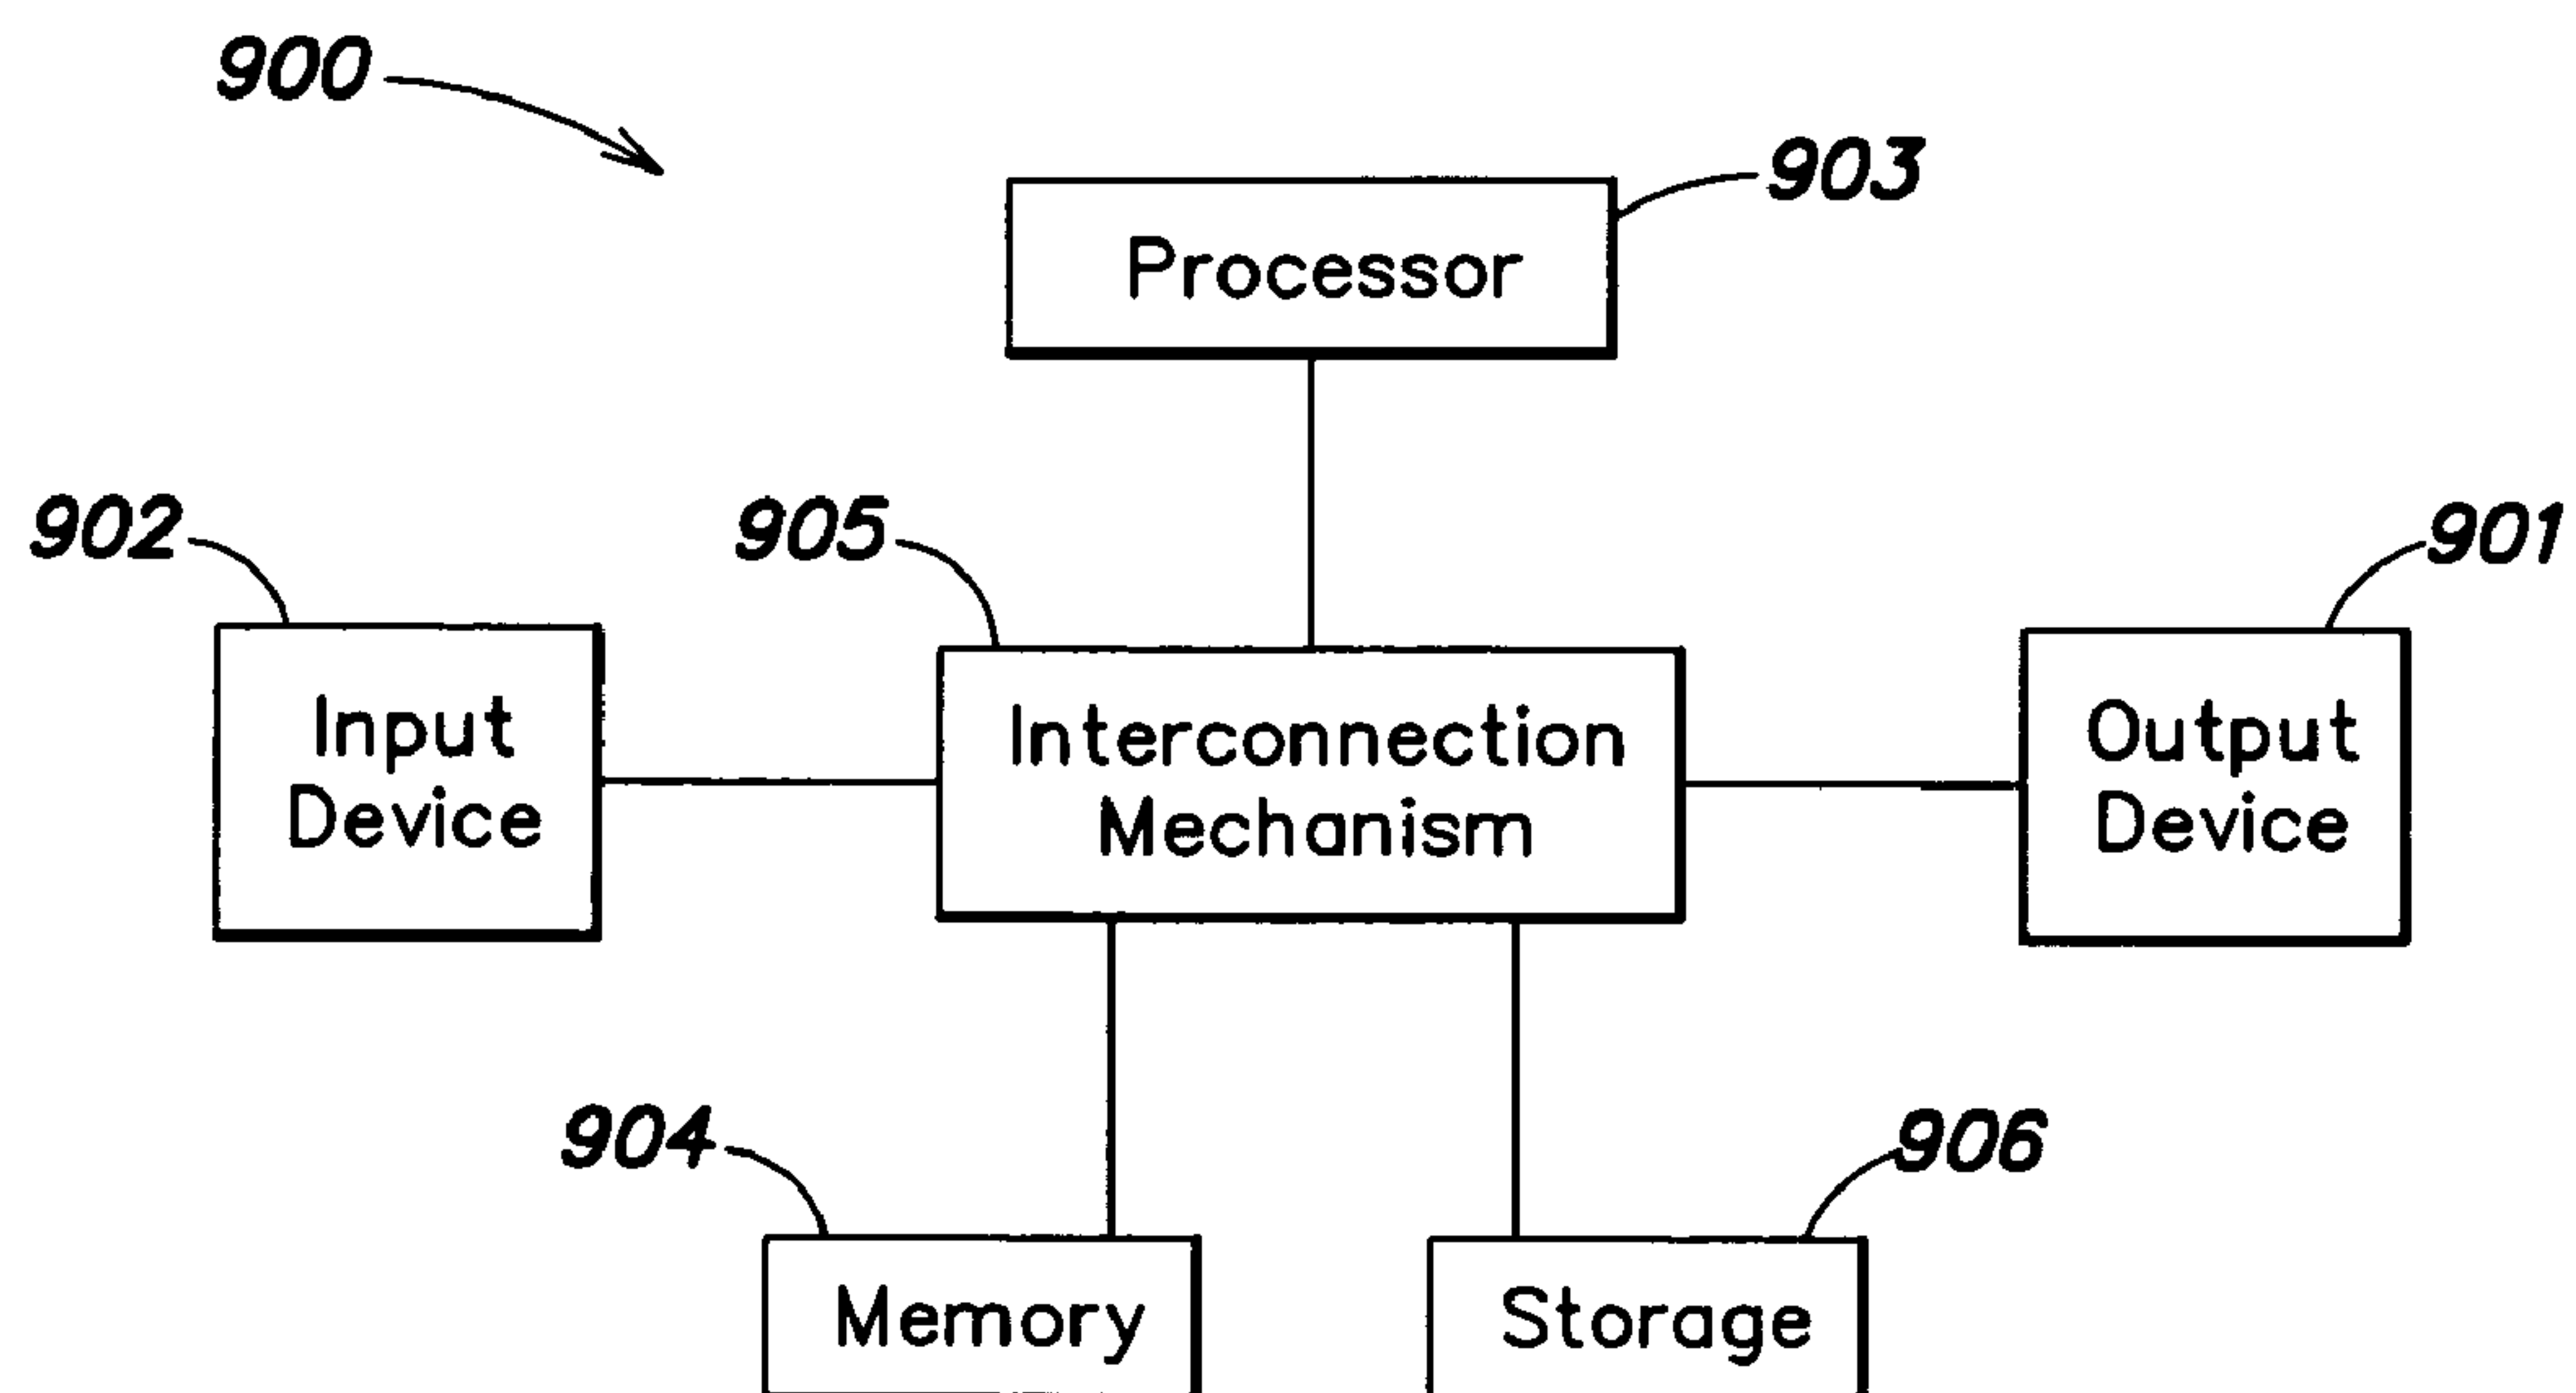 900
903
Processor
902
905
901
Input
Device
Interconnection
Mechanism
Output
Device
904
906
Memory
Storage